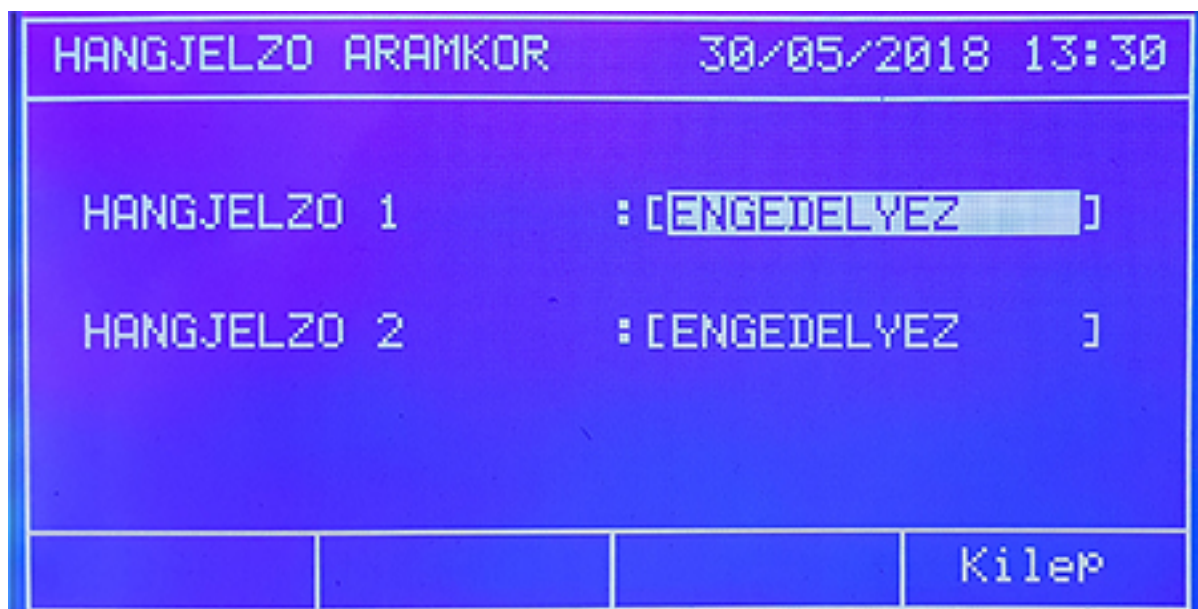 HANGJELZO ARAMKOR 30/05/2018 13:30
HANGJELZO 1 :[ENGEDELYEZ ]
HANGJELZO 2 :[ENGEDELYEZ ]
Kilep